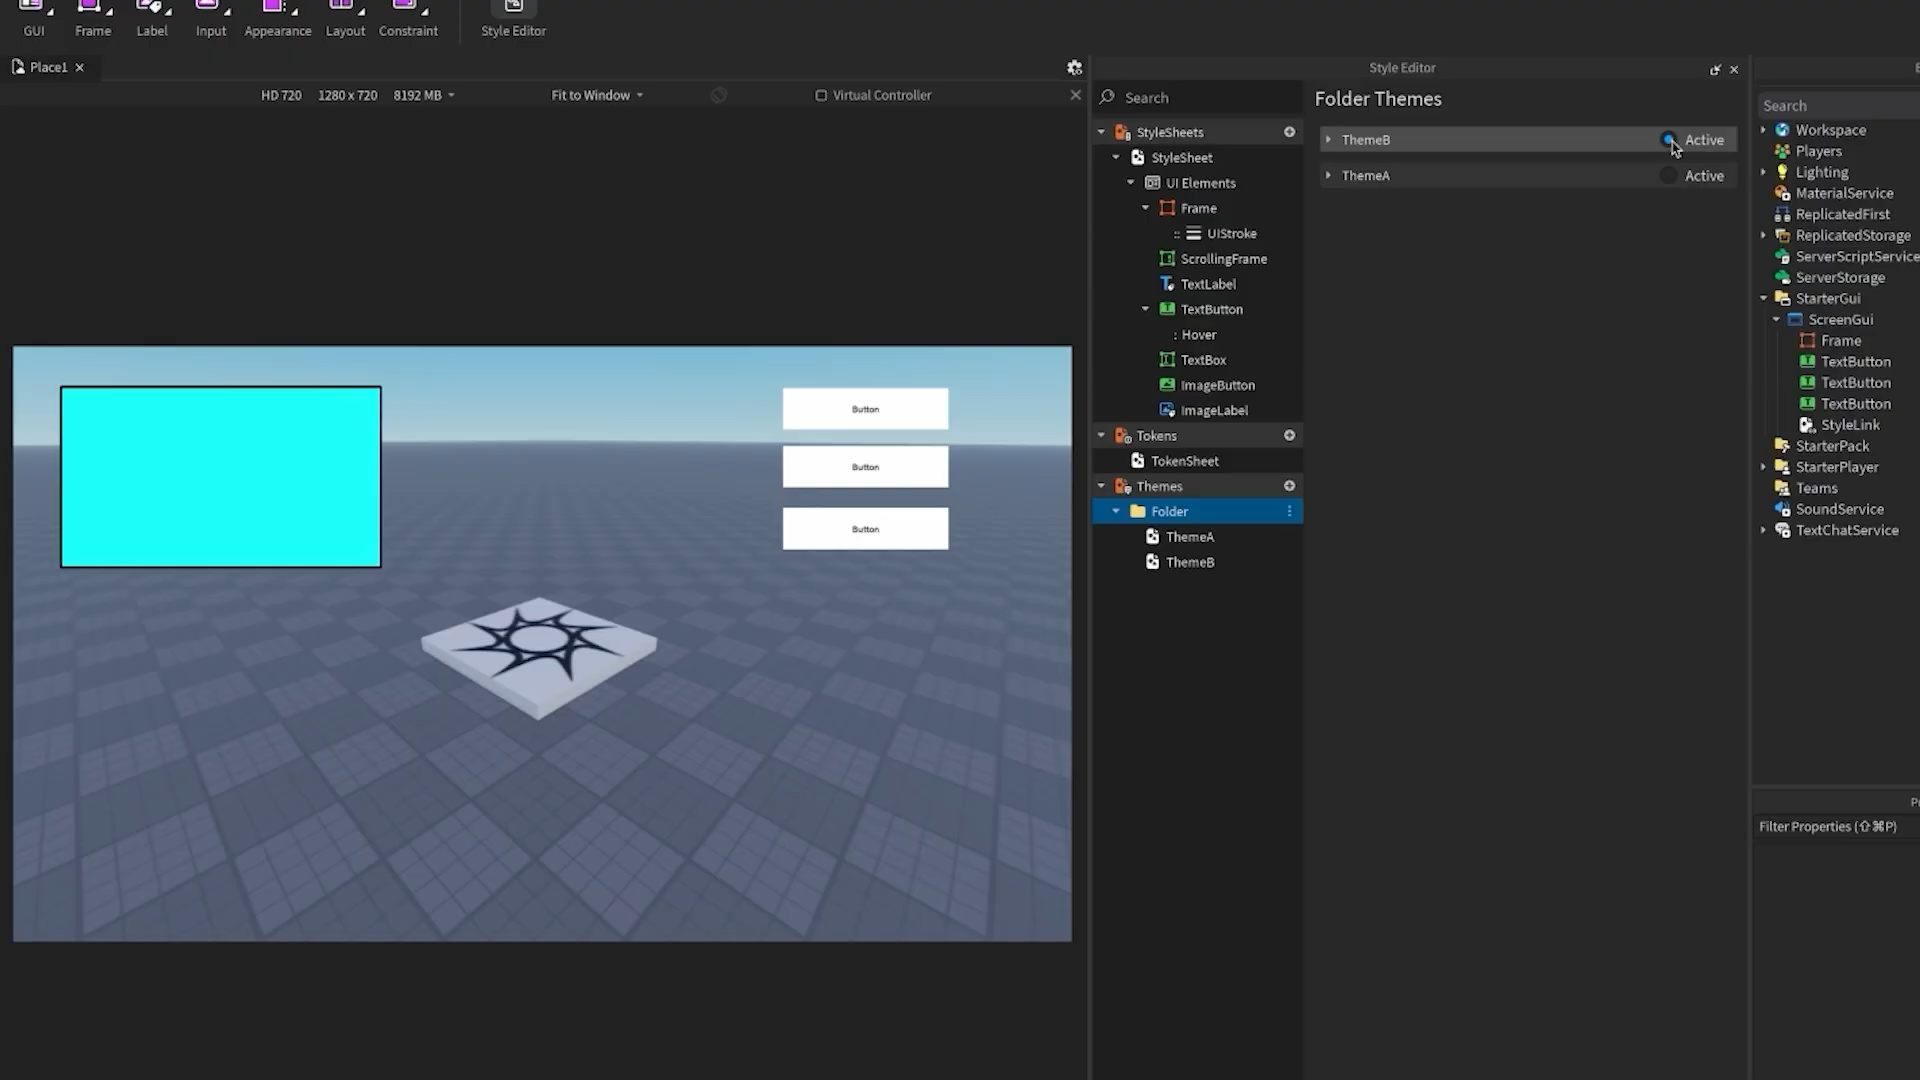 GUI Frame Label Input Appearance Layout Constraint Style Editor
Place1
HD 720 1280 x 720 8192 MB Fit to Window Virtual Controller
Button
Button
Button
Style Editor
Search
StyleSheets
StyleSheet
UI Elements
Frame
:: UIStroke
ScrollingFrame
TextLabel
TextButton
: Hover
TextBox
ImageButton
ImageLabel
Tokens
TokenSheet
Themes
Folder
ThemeA
ThemeB
Folder Themes
ThemeB Active
ThemeA Active
Search
Workspace
Players
Lighting
MaterialService
ReplicatedFirst
ReplicatedStorage
ServerScriptService
ServerStorage
StarterGui
ScreenGui
Frame
TextButton
TextButton
TextButton
StyleLink
StarterPack
StarterPlayer
Teams
SoundService
TextChatService
Filter Properties (⇧⌘P)